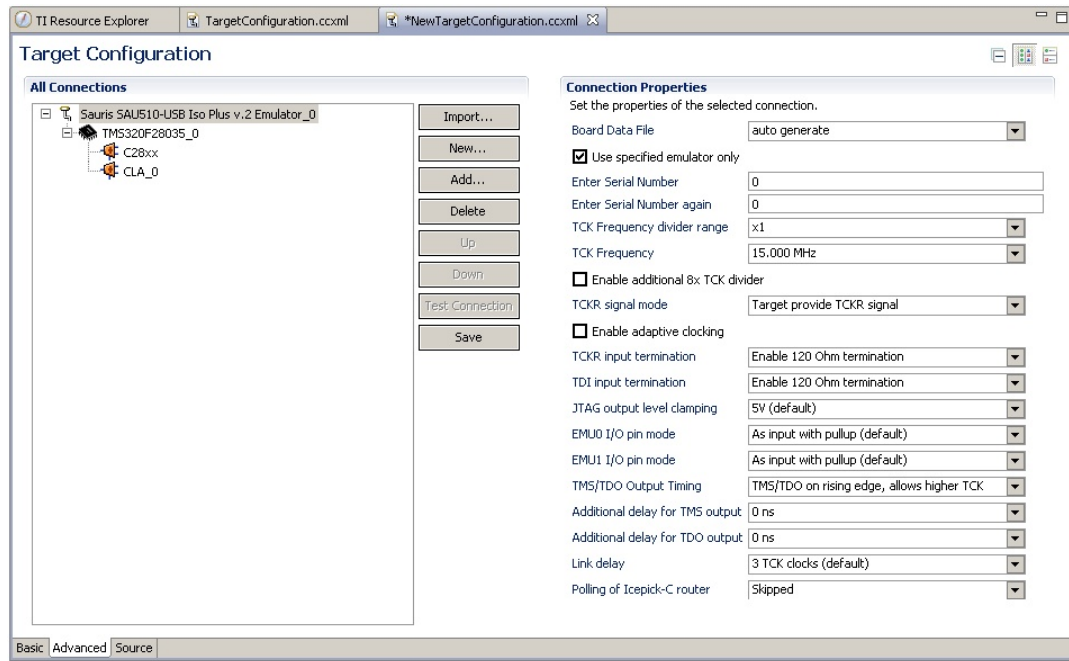 TI Resource Explorer
TargetConfiguration.ccxml
*NewTargetConfiguration.ccxml
Target Configuration
All Connections
Sauris SAU510-USB Iso Plus v.2 Emulator_0
TMS320F28035_0
C28xx
CLA_0
Import...
New...
Add...
Delete
Up
Down
Test Connection
Save
Connection Properties
Set the properties of the selected connection.
Board Data File auto generate
Use specified emulator only
Enter Serial Number 0
Enter Serial Number again 0
TCK Frequency divider range x1
TCK Frequency 15.000 MHz
Enable additional 8x TCK divider
TCKR signal mode Target provide TCKR signal
Enable adaptive clocking
TCKR input termination Enable 120 Ohm termination
TDI input termination Enable 120 Ohm termination
JTAG output level clamping 5V (default)
EMU0 I/O pin mode As input with pullup (default)
EMU1 I/O pin mode As input with pullup (default)
TMS/TDO Output Timing TMS/TDO on rising edge, allows higher TCK
Additional delay for TMS output 0 ns
Additional delay for TDO output 0 ns
Link delay 3 TCK clocks (default)
Polling of Icepick-C router Skipped
Basic Advanced Source